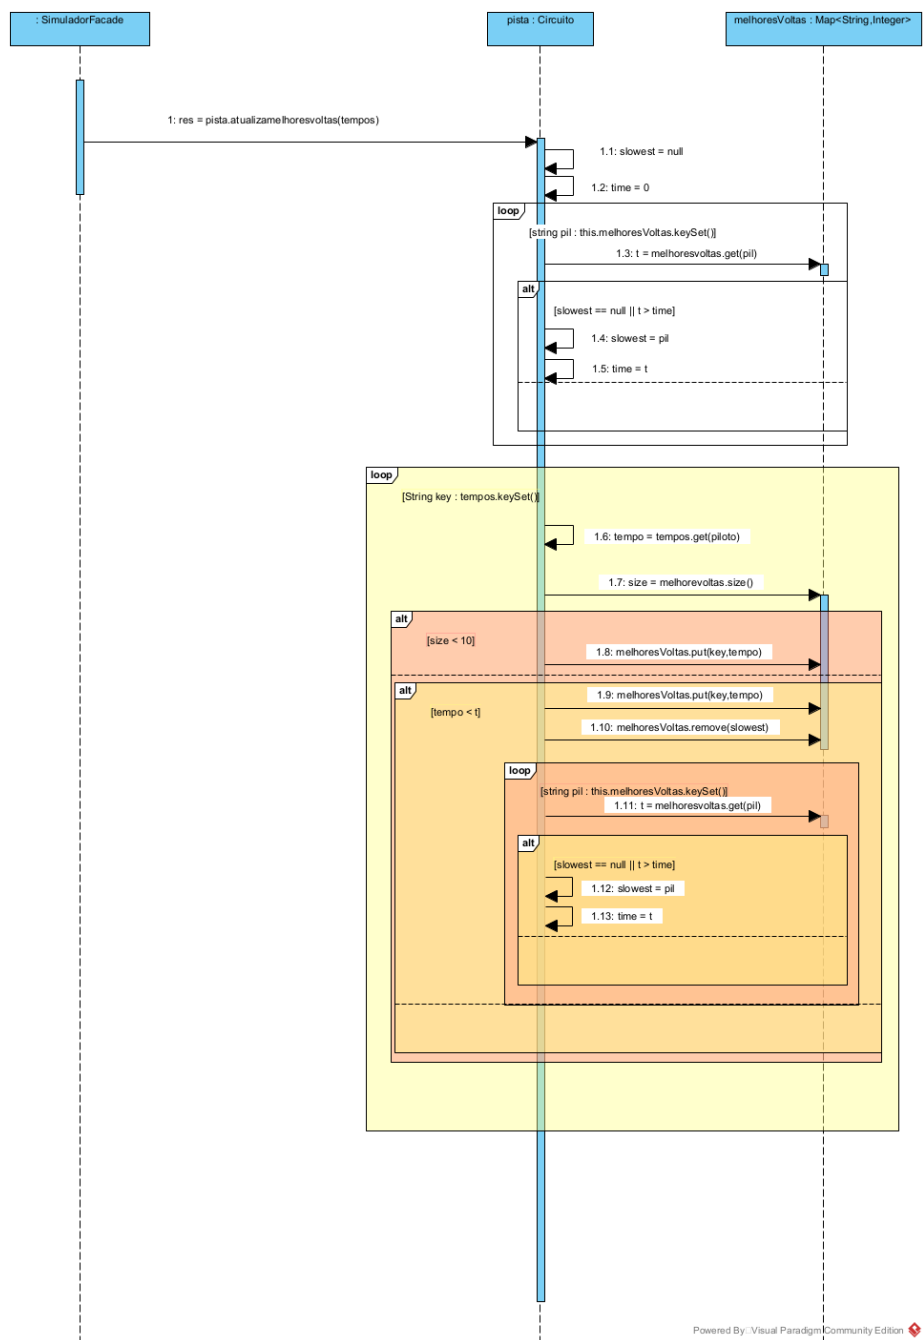 : SimuladorFacade
pista : Circuito
melhoresVoltas : Map<String,Integer>
1: res = pista.atualizamelhoresvoltas(tempos)
1.1: slowest = null
1.2: time = 0
loop
[string pil : this.melhoresVoltas.keySet()]
1.3: t = melhoresvoltas.get(pil)
alt
[slowest == null || t > time]
1.4: slowest = pil
1.5: time = t
loop
[String key : tempos.keySet()]
1.6: tempo = tempos.get(piloto)
1.7: size = melhorevoltas.size()
alt
[size < 10]
1.8: melhoresVoltas.put(key,tempo)
alt
1.9: melhoresVoltas.put(key,tempo)
[tempo < t]
1.10: melhoresVoltas.remove(slowest)
loop
[string pil : this.melhoresVoltas.keySet()]
1.11: t = melhoresvoltas.get(pil)
alt
[slowest == null || t > time]
1.12: slowest = pil
1.13: time = t
Powered By Visual Paradigm Community Edition